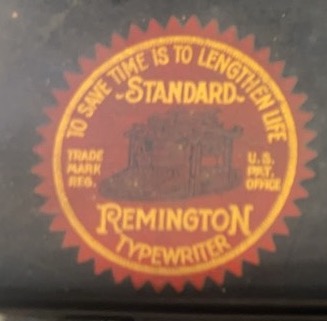 TO SAVE TIME IS TO LENGTHEN LIFE
-STANDARD-
TRADE
MARK
REG.
U.S.
PAT.
OFFICE
REMINGTON
TYPEWRITER